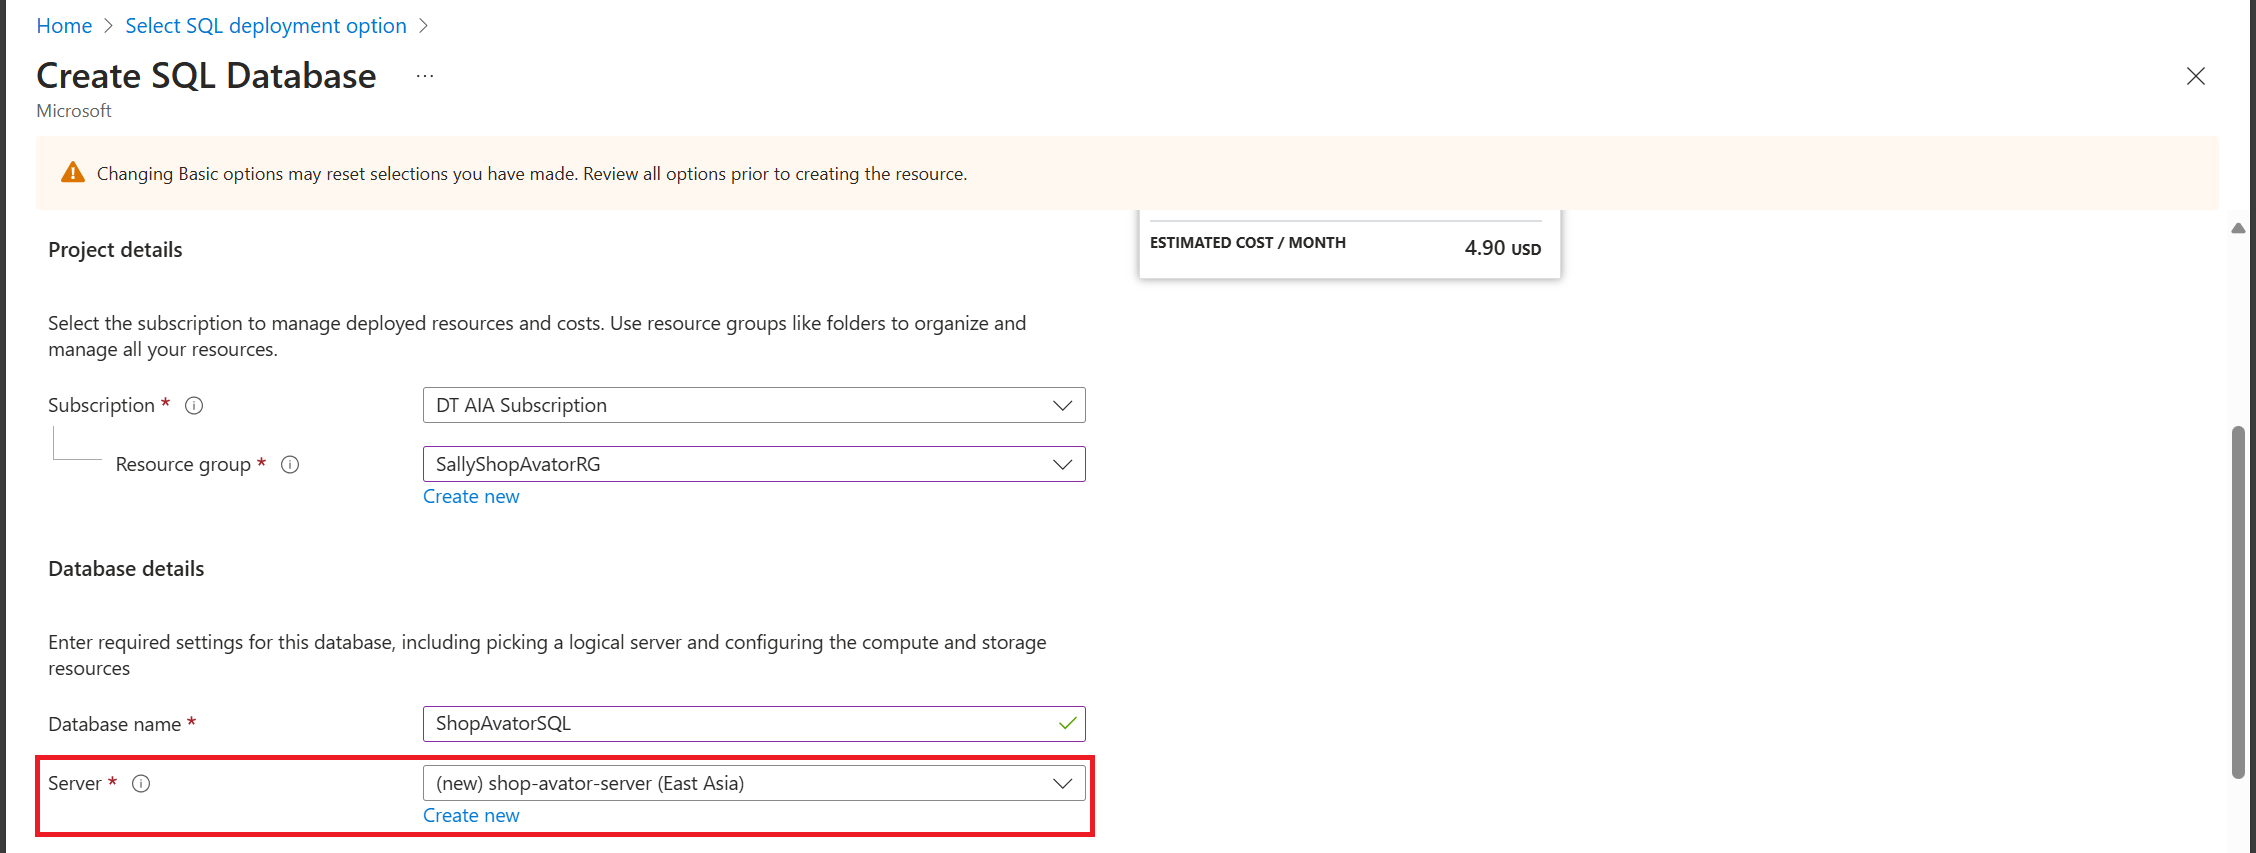 Home > Select SQL deployment option >
Create SQL Database ...
Microsoft
Changing Basic options may reset selections you have made. Review all options prior to creating the resource.
ESTIMATED COST / MONTH 4.90 USD
Project details
Select the subscription to manage deployed resources and costs. Use resource groups like folders to organize and
manage all your resources.
Subscription * DT AIA Subscription
Resource group * SallyShopAvatorRG
Create new
Database details
Enter required settings for this database, including picking a logical server and configuring the compute and storage
resources
Database name * ShopAvatorSQL
Server * (new) shop-avator-server (East Asia)
Create new